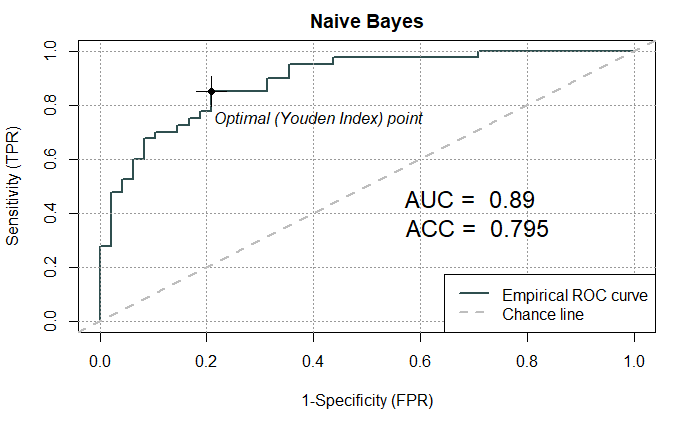 Naive Bayes
1.0
0.8
0.6
0.4
0.2
0.0
Sensitivity (TPR)
Optimal (Youden Index) point
AUC = 0.89
ACC = 0.795
Empirical ROC curve
Chance line
0.0 0.2 0.4 0.6 0.8 1.0
1-Specificity (FPR)